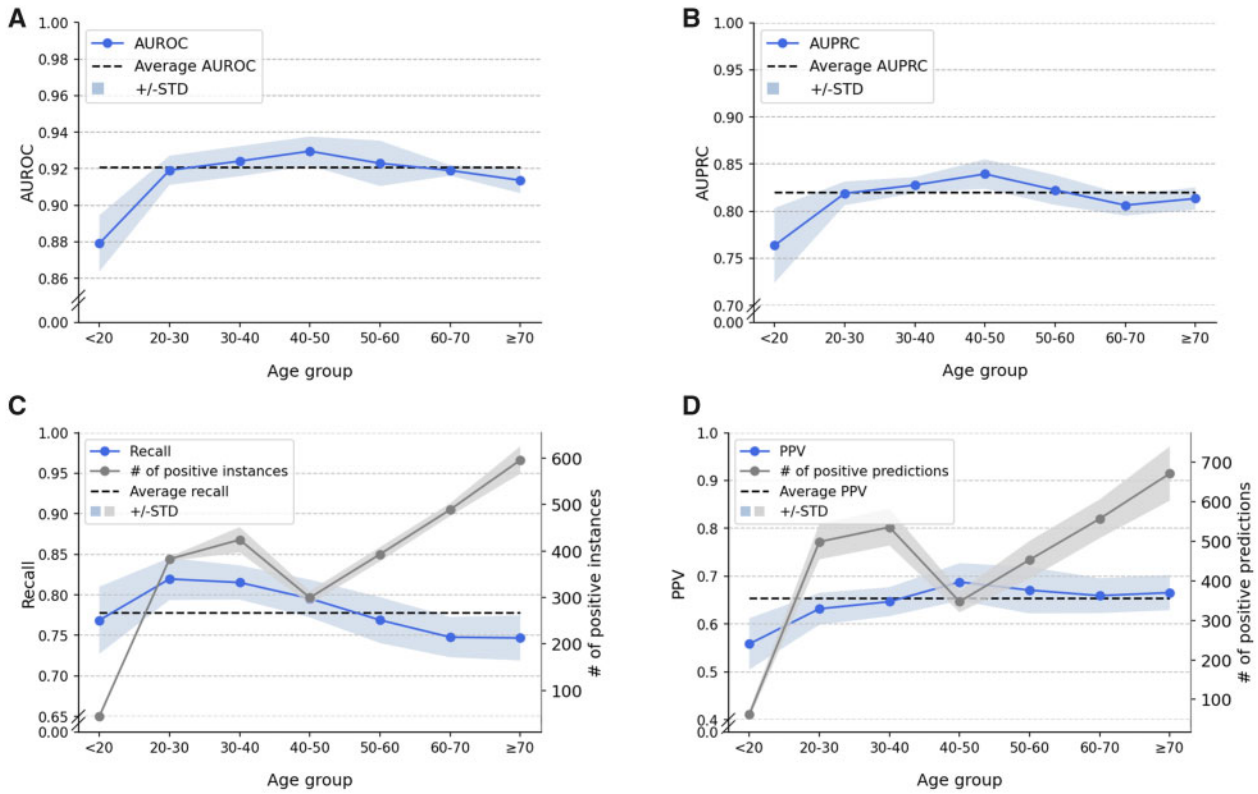 A
1.00
0.98
0.96
0.94
0.92
0.90
0.88
0.86
0.00
AUROC
AUROC
Average AUROC
+/-STD
<20 20-30 30-40 40-50 50-60 60-70 ≥70
Age group
B
1.00
0.95
0.90
0.85
0.80
0.75
0.70
0.00
AUPRC
AUPRC
Average AUPRC
+/-STD
<20 20-30 30-40 40-50 50-60 60-70 ≥70
Age group
C
1.00
0.95
0.90
0.85
0.80
0.75
0.70
0.65
0.00
Recall
Recall
# of positive instances
Average recall
+/-STD
600
500
400
300
200
100
# of positive instances
<20 20-30 30-40 40-50 50-60 60-70 ≥70
Age group
D
1.0
0.9
0.8
0.7
0.6
0.5
0.4
0.0
PPV
PPV
# of positive predictions
Average PPV
+/-STD
700
600
500
400
300
200
100
# of positive predictions
<20 20-30 30-40 40-50 50-60 60-70 ≥70
Age group